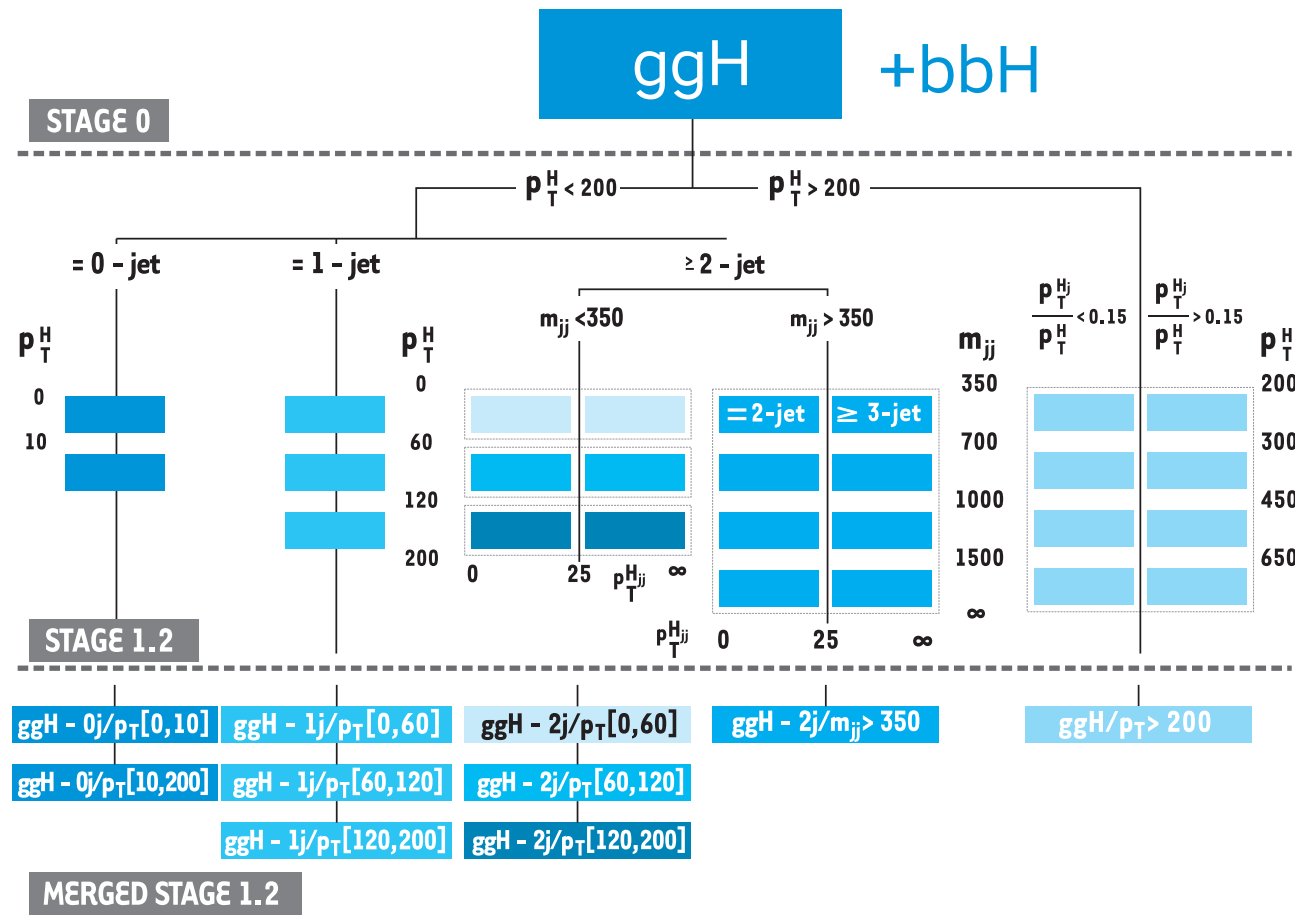 ggH +bbH
STAGE 0
p_T^H < 200
p_T^H > 200
= 0 - jet
= 1 - jet
≥ 2 - jet
m_jj <350
m_jj > 350
p_T^Hj / p_T^H < 0.15
p_T^Hj / p_T^H > 0.15
p_T^H
0
10
p_T^H
0
60
120
200
0 25 p_T^Hjj ∞
= 2-jet ≥ 3-jet
p_T^Hjj 0 25 ∞
m_jj
350
700
1000
1500
∞
p_T^H
200
300
450
650
STAGE 1.2
ggH - 0j/p_T[0,10]
ggH - 0j/p_T[10,200]
ggH - 1j/p_T[0,60]
ggH - 1j/p_T[60,120]
ggH - 1j/p_T[120,200]
ggH - 2j/p_T[0,60]
ggH - 2j/p_T[60,120]
ggH - 2j/p_T[120,200]
ggH - 2j/m_jj> 350
ggH/p_T> 200
MERGED STAGE 1.2